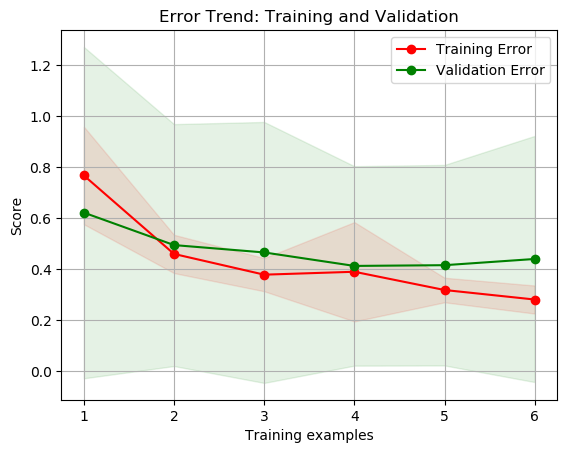 Error Trend: Training and Validation
Training Error
Validation Error
Score
1.2
1.0
0.8
0.6
0.4
0.2
0.0
1 2 3 4 5 6
Training examples